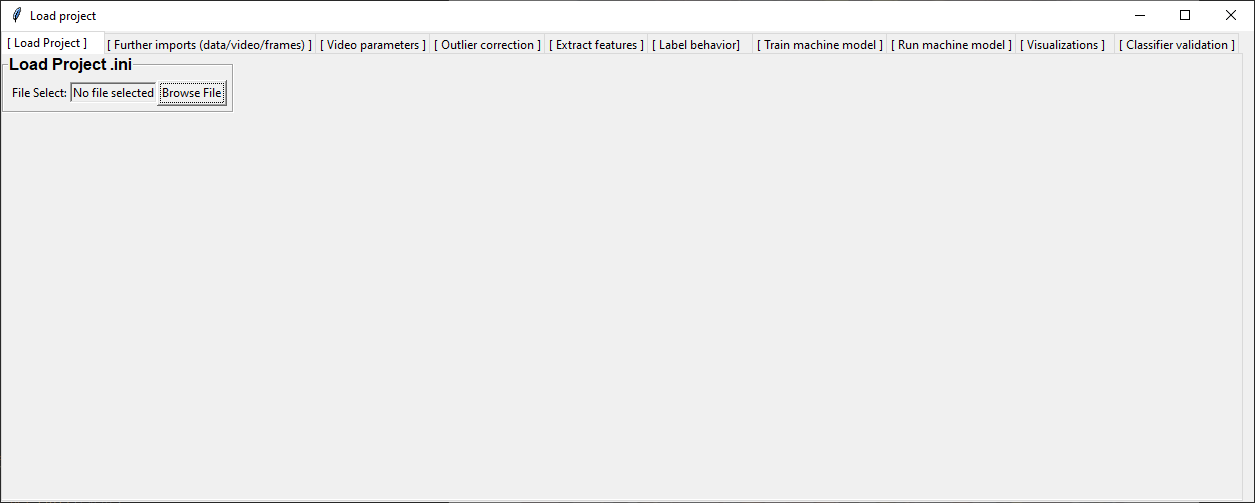 Load project
[ Load Project ] [ Further imports (data/video/frames) ] [ Video parameters ] [ Outlier correction ] [ Extract features ] [ Label behavior] [ Train machine model ] [ Run machine model ] [ Visualizations ] [ Classifier validation ]
Load Project .ini
File Select: No file selected Browse File